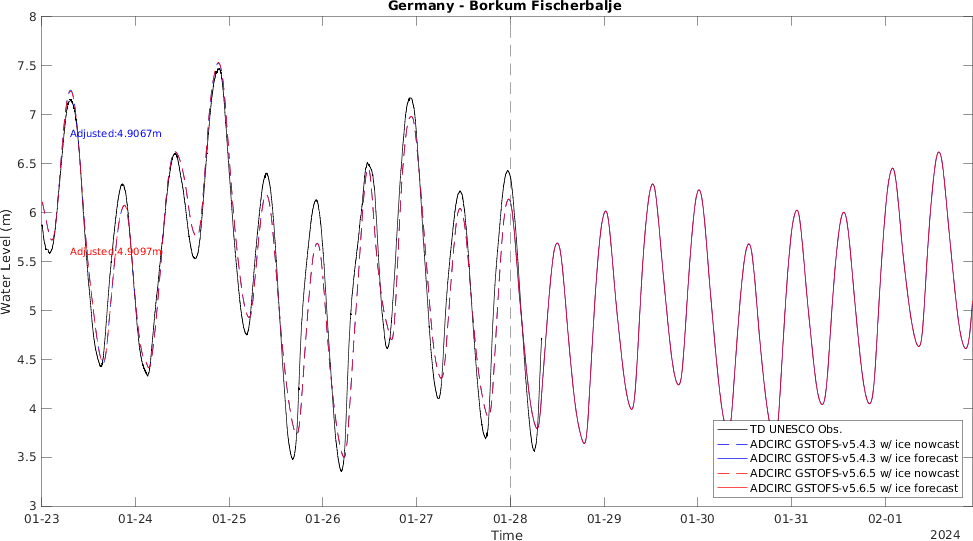 Germany - Borkum Fischerbalje
8
7.5
7
6.5
6
5.5
5
4.5
4
3.5
3
Water Level (m)
Adjusted:4.9067m
Adjusted:4.9097m
TD UNESCO Obs.
ADCIRC GSTOFS-v5.4.3 w/ ice nowcast
ADCIRC GSTOFS-v5.4.3 w/ ice forecast
ADCIRC GSTOFS-v5.6.5 w/ ice nowcast
ADCIRC GSTOFS-v5.6.5 w/ ice forecast
01-23 01-24 01-25 01-26 01-27 01-28 01-29 01-30 01-31 02-01
Time
2024